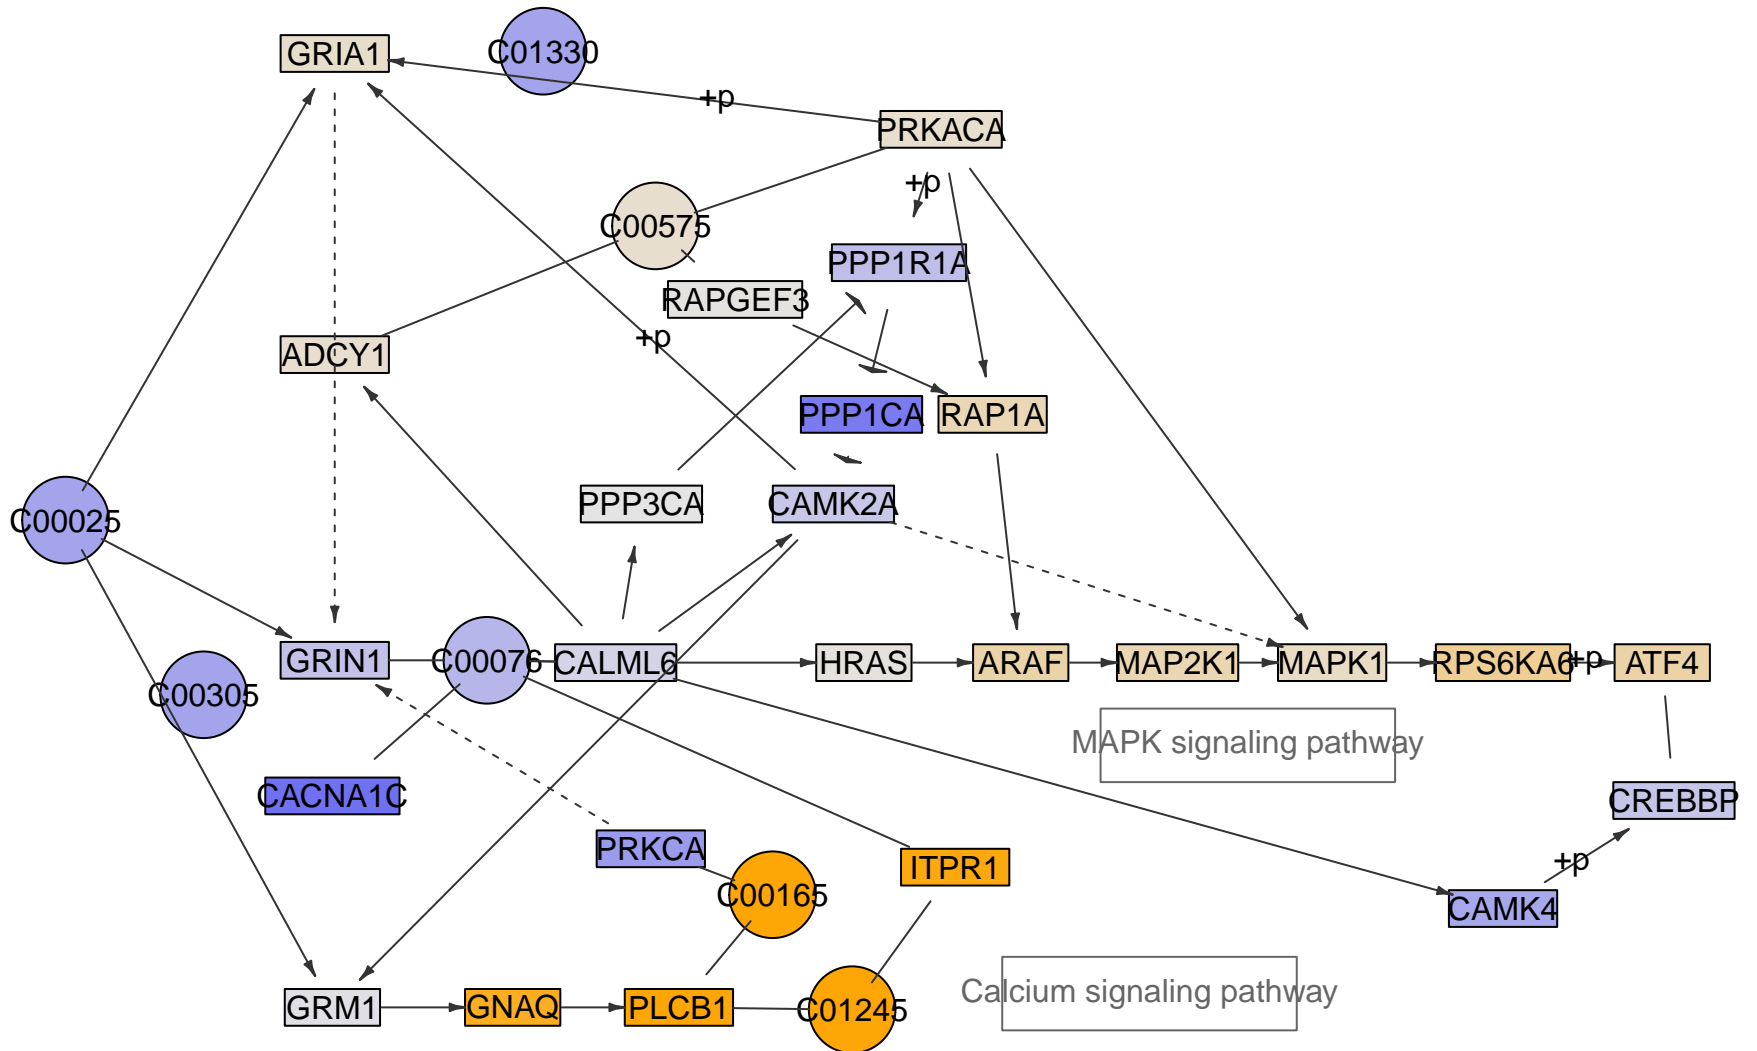 GRIA1
C01330
+p
PRKACA
+p
C00575
PPP1R1A
RAPGEF3
+p
ADCY1
PPP1CA
RAP1A
PPP3CA
CAMK2A
C00025
GRIN1
C00076
CALML6
HRAS
ARAF
MAP2K1
MAPK1
RPS6KA6
+p
ATF4
C00305
MAPK signaling pathway
CACNA1C
CREBBP
PRKCA
ITPR1
+p
C00165
CAMK4
Calcium signaling pathway
GRM1
GNAQ
PLCB1
C01245